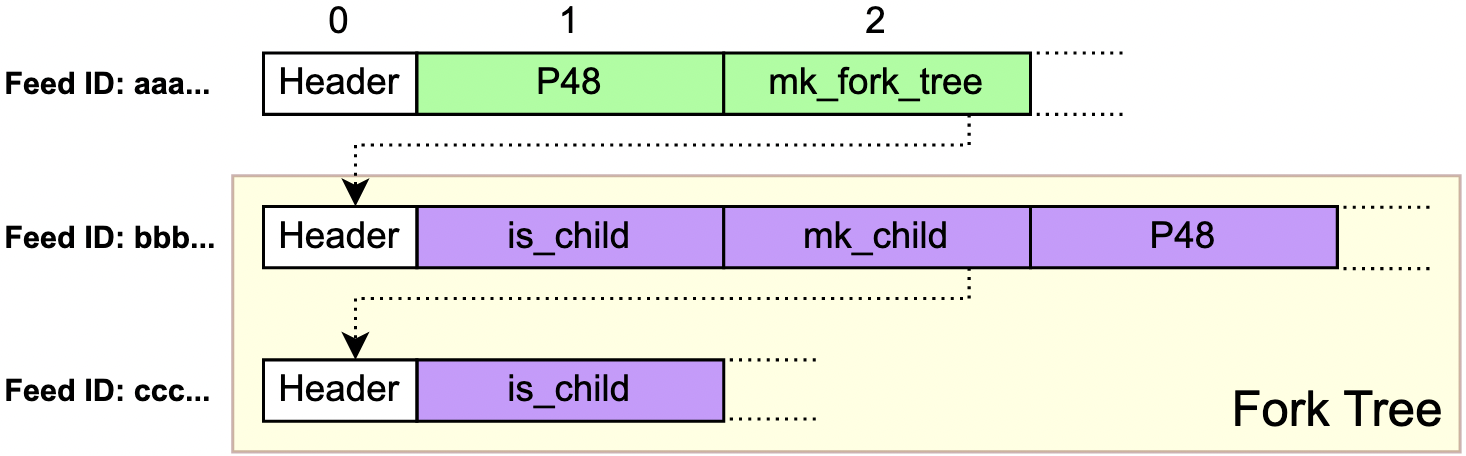 0 1 2
Feed ID: aaa... Header P48 mk_fork_tree
Feed ID: bbb... Header is_child mk_child P48
Feed ID: ccc... Header is_child
Fork Tree